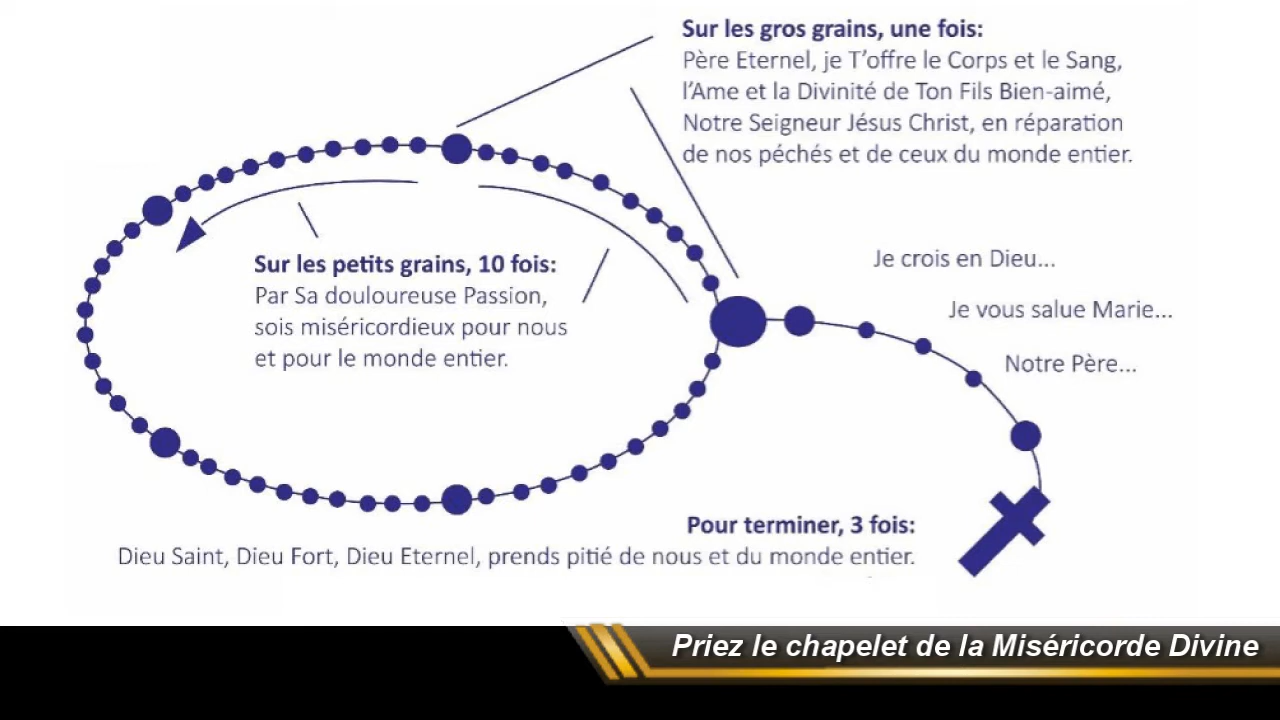 Sur les gros grains, une fois:
Père Eternel, je T'offre le Corps et le Sang,
l'Ame et la Divinité de Ton Fils Bien-aimé,
Notre Seigneur Jésus Christ, en réparation
de nos péchés et de ceux du monde entier.
Sur les petits grains, 10 fois:
Par Sa douloureuse Passion,
sois miséricordieux pour nous
et pour le monde entier.
Je crois en Dieu...
Je vous salue Marie...
Notre Père...
Pour terminer, 3 fois:
Dieu Saint, Dieu Fort, Dieu Eternel, prends pitié de nous et du monde entier.
Priez le chapelet de la Miséricorde Divine